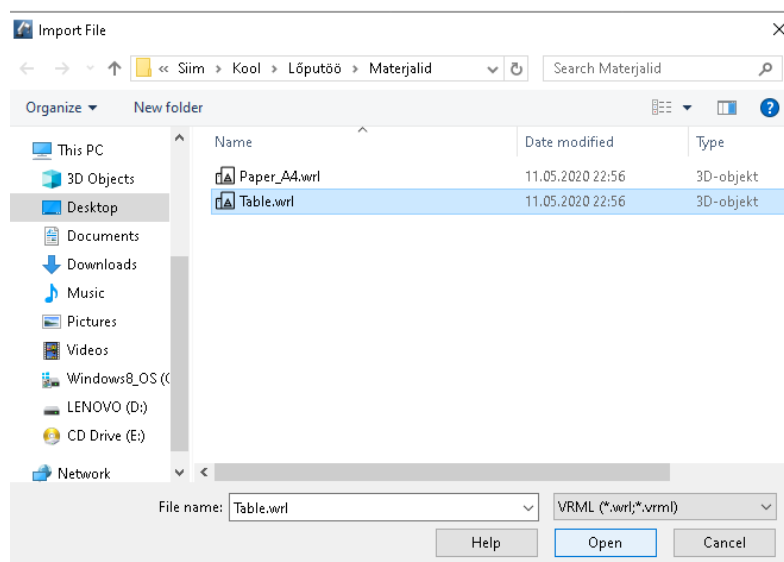 Import File
« Siim > Kool > Lõputöö > Materjalid
Search Materjalid
Organize
New folder
Name
Date modified
Type
This PC
3D Objects
Desktop
Documents
Downloads
Music
Pictures
Videos
Windows8_OS (C
LENOVO (D:)
CD Drive (E:)
Network
Paper_A4.wrl 11.05.2020 22:56 3D-objekt
Table.wrl 11.05.2020 22:56 3D-objekt
File name: Table.wrl
VRML (*.wrl;*.vrml)
Help
Open
Cancel